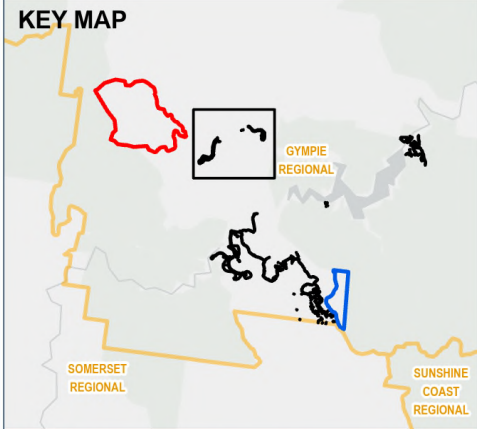 KEY MAP
GYMPIE
REGIONAL
SOMERSET
REGIONAL
SUNSHINE
COAST
REGIONAL